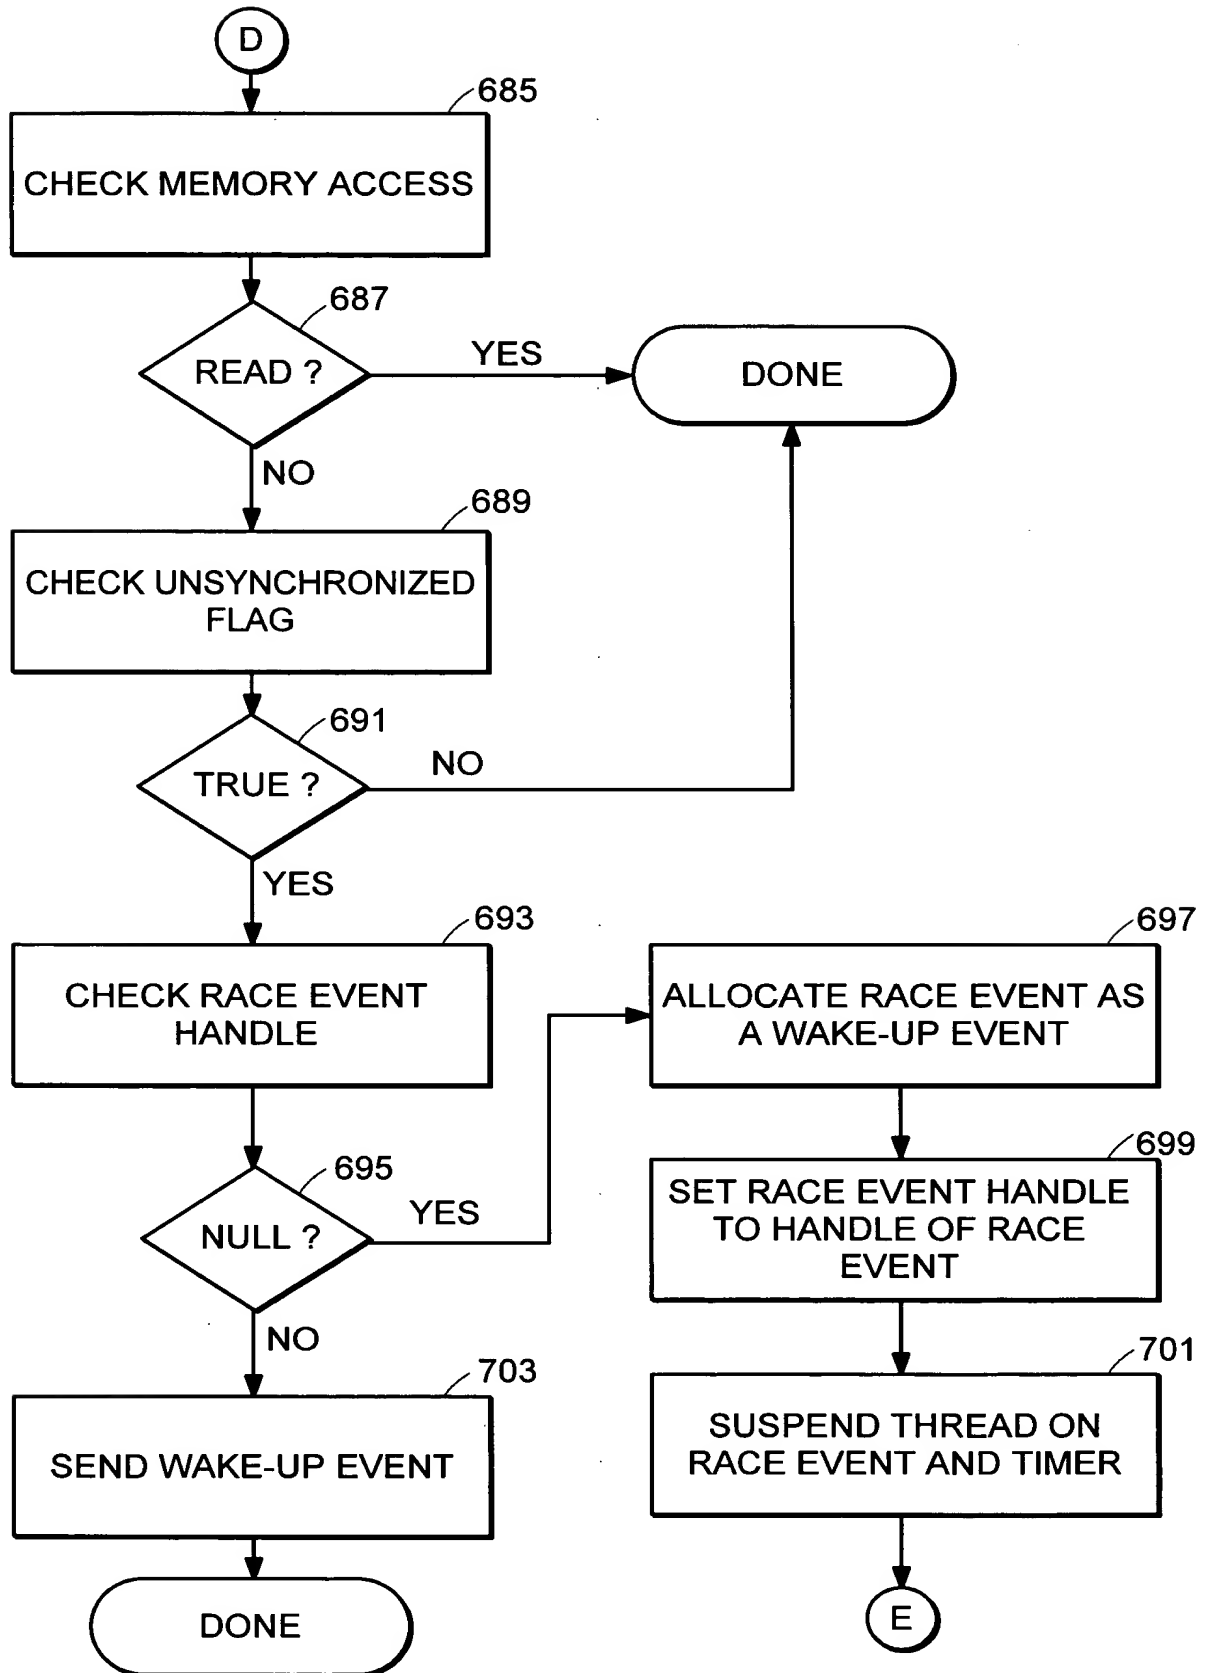 D
685
CHECK MEMORY ACCESS
687
READ ?
YES
DONE
NO
689
CHECK UNSYNCHRONIZED
FLAG
691
TRUE ?
NO
YES
693
CHECK RACE EVENT
HANDLE
697
ALLOCATE RACE EVENT AS
A WAKE-UP EVENT
695
NULL ?
YES
699
SET RACE EVENT HANDLE
TO HANDLE OF RACE
EVENT
NO
703
SEND WAKE-UP EVENT
701
SUSPEND THREAD ON
RACE EVENT AND TIMER
DONE
E